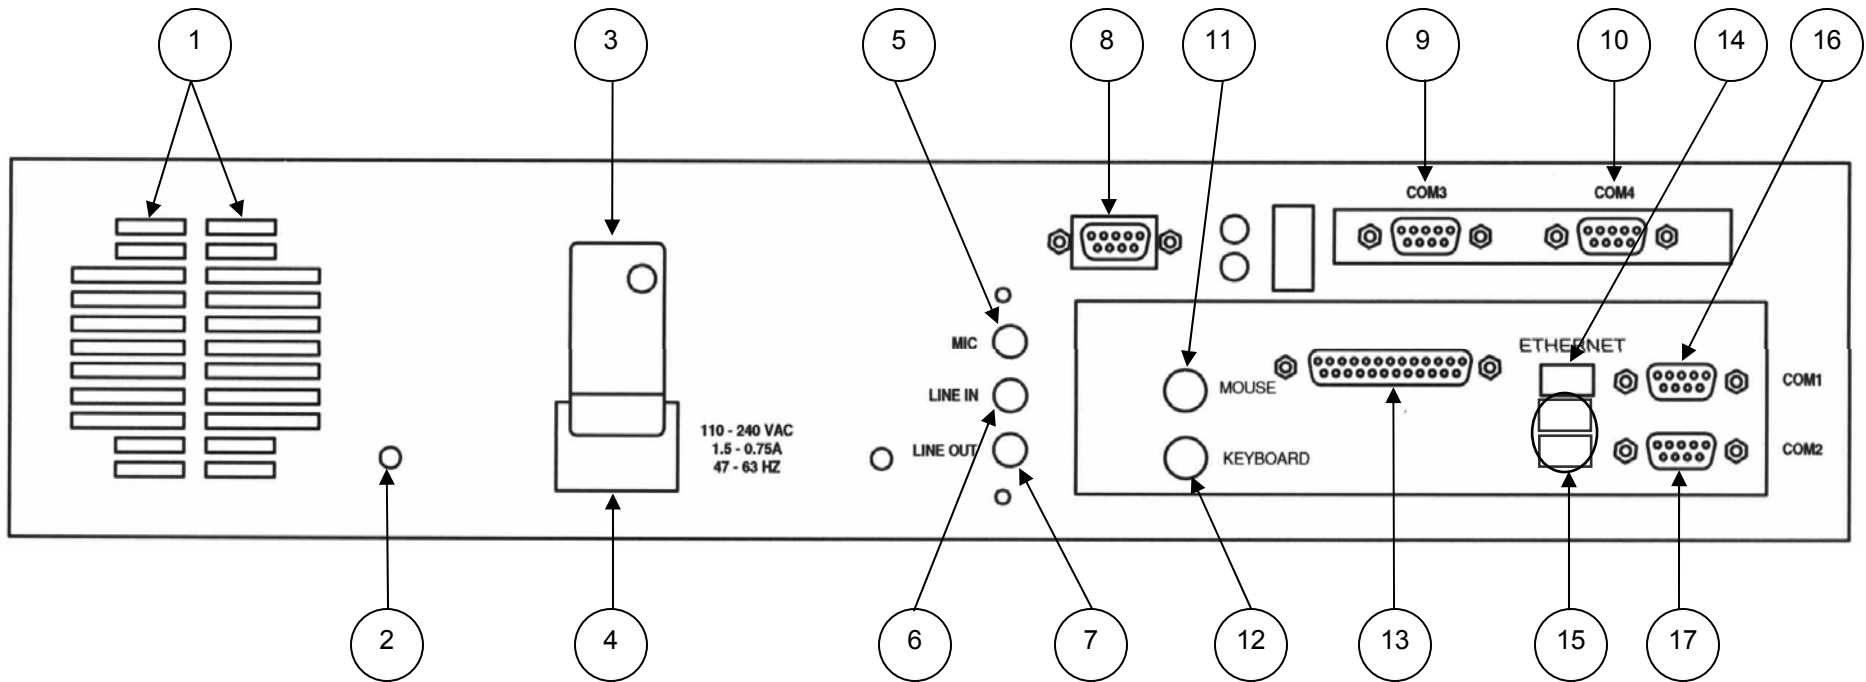 1
3
5
8
11
9
10
14
16
COM3
COM4
MIC
LINE IN
LINE OUT
110 - 240 VAC
1.5 - 0.75A
47 - 63 HZ
MOUSE
KEYBOARD
ETHERNET
COM1
COM2
2
4
6
7
12
13
15
17